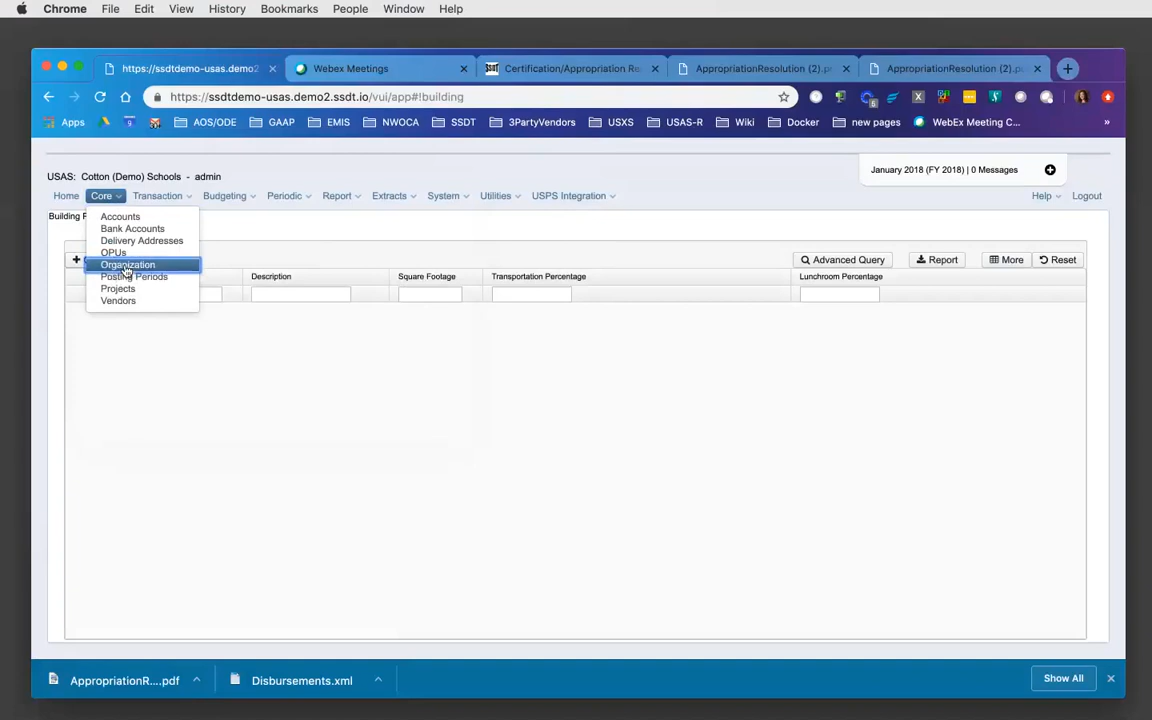 Chrome File Edit View History Bookmarks People Window Help
https://ssdtdemo-usas.demo2 Webex Meetings SSDT Certification/Appropriation Re AppropriationResolution (2).p AppropriationResolution (2).p
https://ssdtdemo-usas.demo2.ssdt.io/vui/app#!building
Apps AOS/ODE GAAP EMIS NWOCA SSDT 3PartyVendors USXS USAS-R Wiki Docker new pages WebEx Meeting C... »
USAS: Cotton (Demo) Schools - admin
January 2018 (FY 2018) | 0 Messages
Home Core Transaction Budgeting Periodic Report Extracts System Utilities USPS Integration Help Logout
Building
Accounts
Bank Accounts
Delivery Addresses
OPUs
Organization
Posting Periods
Projects
Vendors
Advanced Query Report More Reset
Description Square Footage Transportation Percentage Lunchroom Percentage
AppropriationR....pdf Disbursements.xml Show All